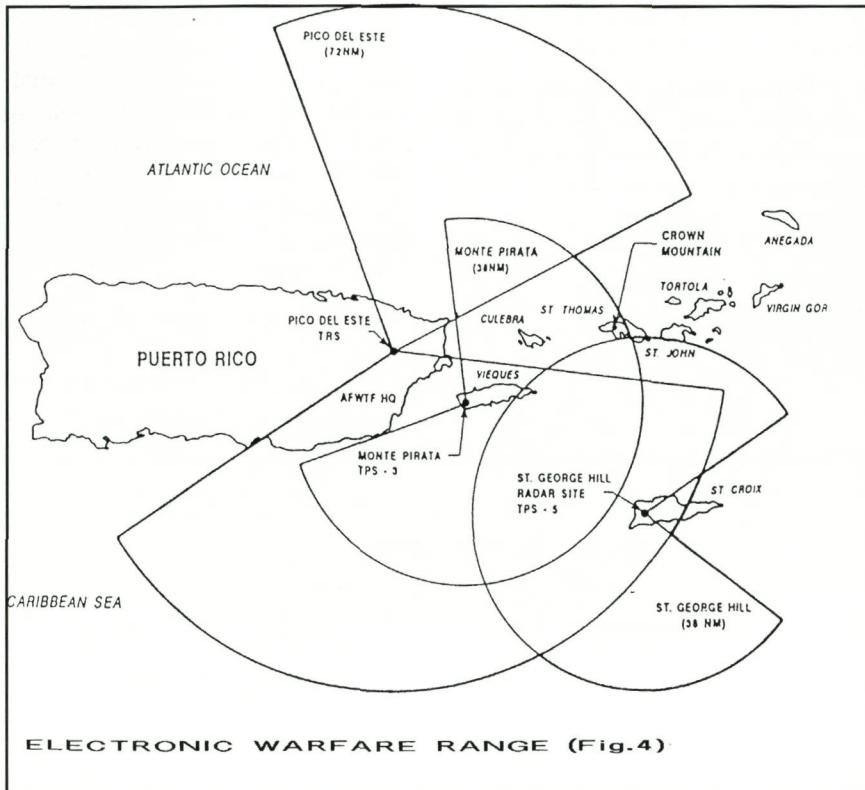 PICO DEL ESTE
(72NM)
ATLANTIC OCEAN
MONTE PIRATA
(38NM)
CROWN
MOUNTAIN
ANEGADA
TORTOLA
ST THOMAS
CULEBRA
VIRGIN GOR
PICO DEL ESTE
TRS
ST. JOHN
PUERTO RICO
VIEQUES
AFWTF HQ
MONTE PIRATA
TPS - 3
ST. GEORGE HILL
RADAR SITE
TPS - 5
ST CROIX
CARIBBEAN SEA
ST. GEORGE HILL
(38 NM)
ELECTRONIC WARFARE RANGE (Fig.4)